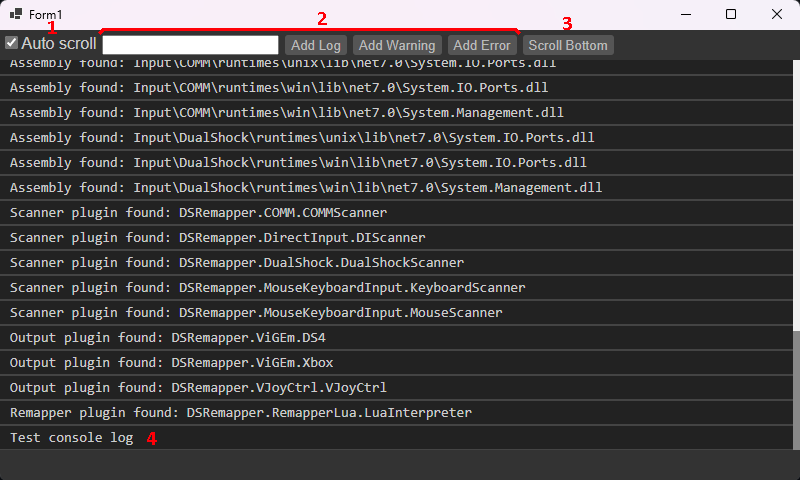 Form1
1 2 3
Auto scroll Add Log Add Warning Add Error Scroll Bottom
Assembly found: Input\COMM\runtimes\unix\lib\net7.0\System.IO.Ports.dll
Assembly found: Input\COMM\runtimes\win\lib\net7.0\System.IO.Ports.dll
Assembly found: Input\COMM\runtimes\win\lib\net7.0\System.Management.dll
Assembly found: Input\DualShock\runtimes\unix\lib\net7.0\System.IO.Ports.dll
Assembly found: Input\DualShock\runtimes\win\lib\net7.0\System.IO.Ports.dll
Assembly found: Input\DualShock\runtimes\win\lib\net7.0\System.Management.dll
Scanner plugin found: DSRemapper.COMM.COMMScanner
Scanner plugin found: DSRemapper.DirectInput.DIScanner
Scanner plugin found: DSRemapper.DualShock.DualShockScanner
Scanner plugin found: DSRemapper.MouseKeyboardInput.KeyboardScanner
Scanner plugin found: DSRemapper.MouseKeyboardInput.MouseScanner
Output plugin found: DSRemapper.ViGEm.DS4
Output plugin found: DSRemapper.ViGEm.Xbox
Output plugin found: DSRemapper.VJoyCtrl.VJoyCtrl
Remapper plugin found: DSRemapper.RemapperLua.LuaInterpreter
Test console log 4